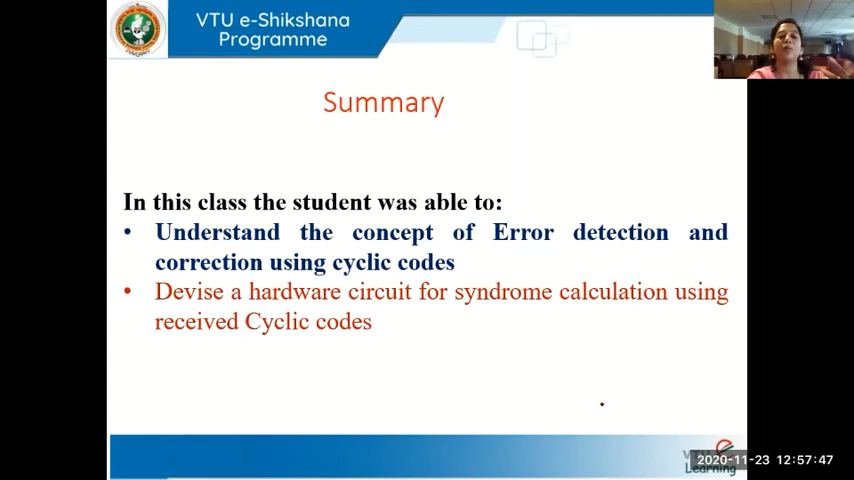 VTU e-Shikshana
Programme
Summary
In this class the student was able to:
• Understand the concept of Error detection and
correction using cyclic codes
• Devise a hardware circuit for syndrome calculation using
received Cyclic codes
VTU e
2020-11-23 12:57:47
Learning